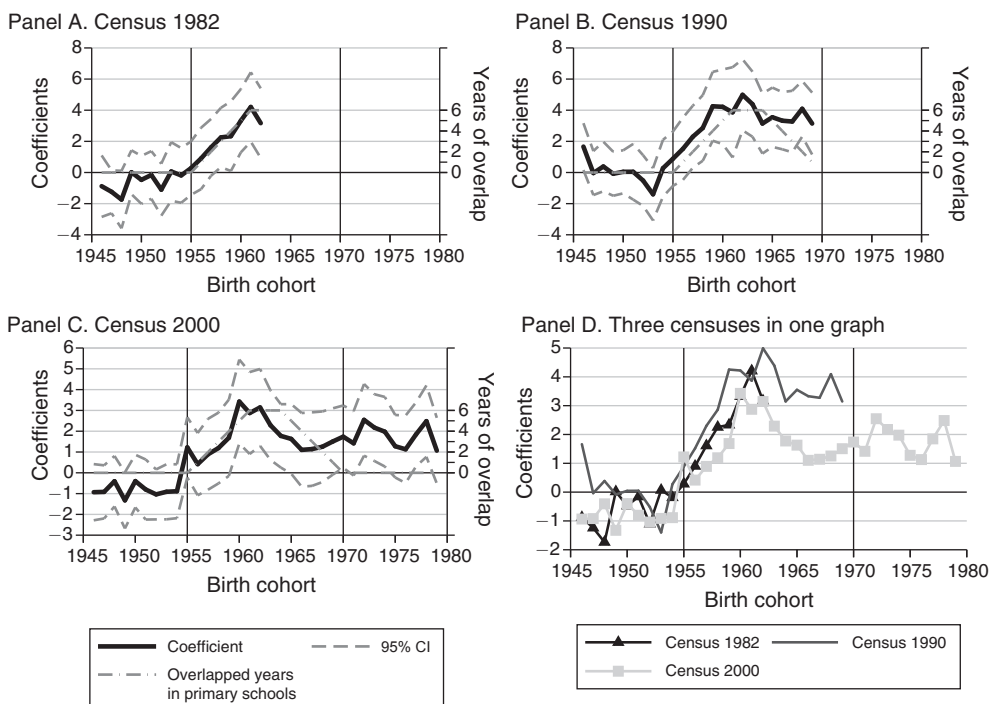 Panel A. Census 1982
8
6
4
2
0
−2
−4
Coefficients
6
4
2
0
Years of overlap
1945 1950 1955 1960 1965 1970 1975 1980
Birth cohort
Panel B. Census 1990
8
6
4
2
0
−2
−4
Coefficients
6
4
2
0
Years of overlap
1945 1950 1955 1960 1965 1970 1975 1980
Birth cohort
Panel C. Census 2000
6
5
4
3
2
1
0
−1
−2
−3
Coefficients
6
4
2
0
Years of overlap
1945 1950 1955 1960 1965 1970 1975 1980
Birth cohort
Panel D. Three censuses in one graph
5
4
3
2
1
0
−1
−2
Coefficients
1945 1950 1955 1960 1965 1970 1975 1980
Birth cohort
Coefficient 95% CI
Overlapped years
in primary schools
Census 1982 Census 1990
Census 2000